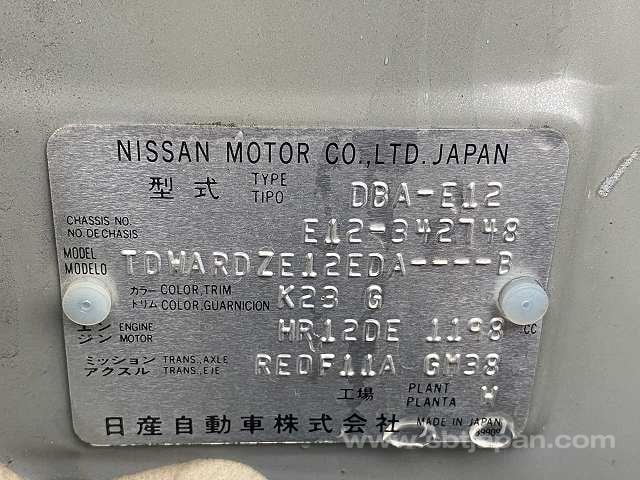 NISSAN MOTOR CO.,LTD. JAPAN
型式 TYPE TIPO DBA-E12
CHASSIS NO. NO.DE CHASIS E12-342748
MODEL MODELO TDWARDZE12EDA----B
カラー COLOR,TRIM トリム COLOR,GUARNICION K23 G
エンジン ENGINE MOTOR HR12DE 1198 CC
ミッション TRANS.,AXLE アクスル TRANS.,EJE RE0F11A GM38
工場 PLANT PLANTA
日産自動車株式会社 MADE IN JAPAN
www.sbtjapan.com